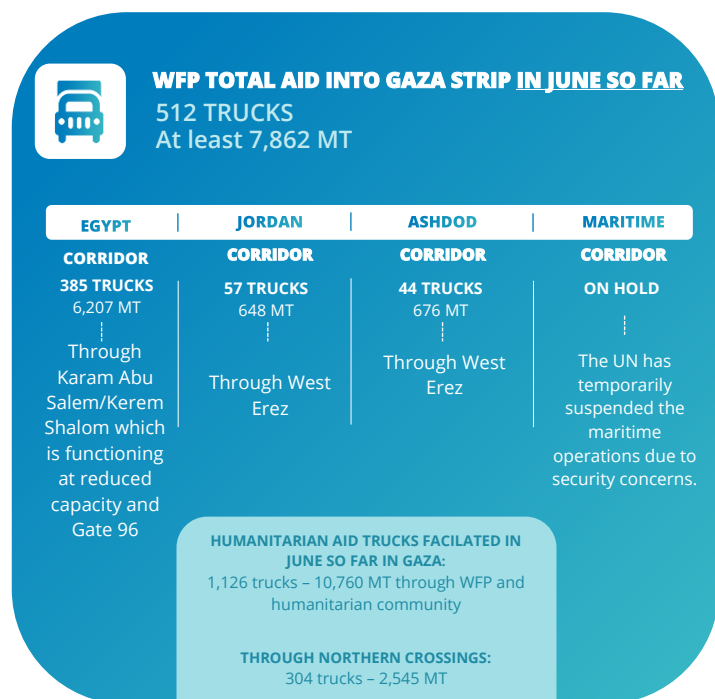 WFP TOTAL AID INTO GAZA STRIP IN JUNE SO FAR
512 TRUCKS
At least 7,862 MT
EGYPT
CORRIDOR
385 TRUCKS
6,207 MT
Through
Karam Abu
Salem/Kerem
Shalom which
is functioning
at reduced
capacity and
Gate 96
JORDAN
CORRIDOR
57 TRUCKS
648 MT
Through West
Erez
ASHDOD
CORRIDOR
44 TRUCKS
676 MT
Through West
Erez
MARITIME
CORRIDOR
ON HOLD
The UN has
temporarily
suspended the
maritime
operations due to
security concerns.
HUMANITARIAN AID TRUCKS FACILATED IN
JUNE SO FAR IN GAZA:
1,126 trucks – 10,760 MT through WFP and
humanitarian community
THROUGH NORTHERN CROSSINGS:
304 trucks – 2,545 MT